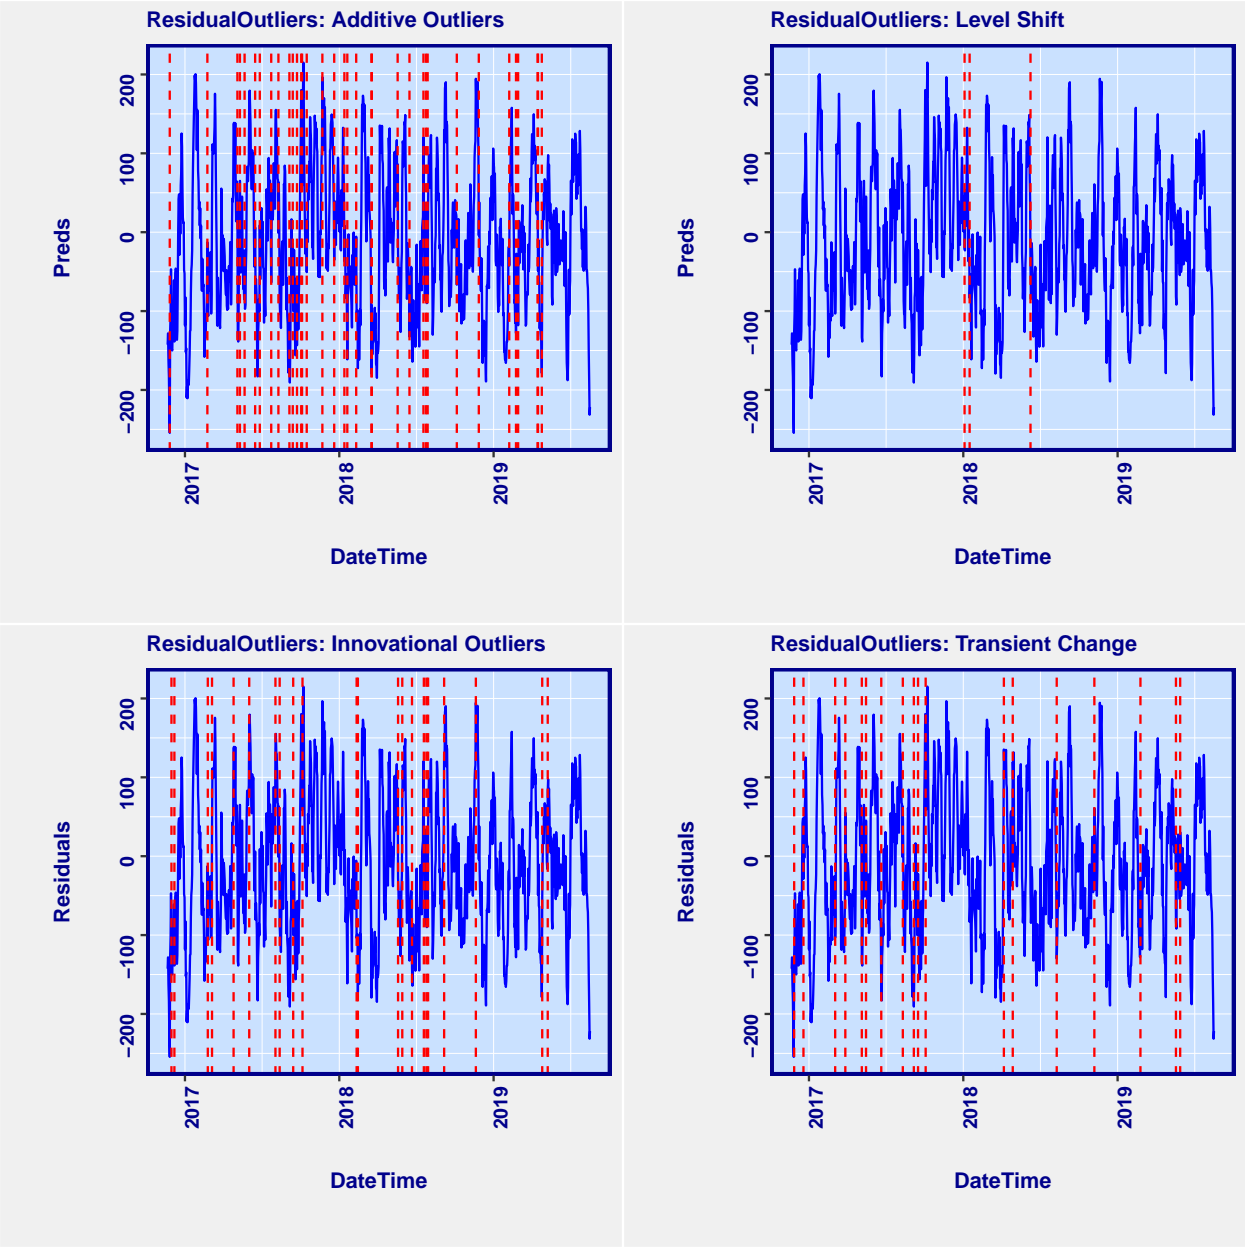 ResidualOutliers: Additive Outliers
Preds
200
100
0
−100
−200
2017
2018
2019
DateTime
ResidualOutliers: Level Shift
Preds
200
100
0
−100
−200
2017
2018
2019
DateTime
ResidualOutliers: Innovational Outliers
Residuals
200
100
0
−100
−200
2017
2018
2019
DateTime
ResidualOutliers: Transient Change
Residuals
200
100
0
−100
−200
2017
2018
2019
DateTime